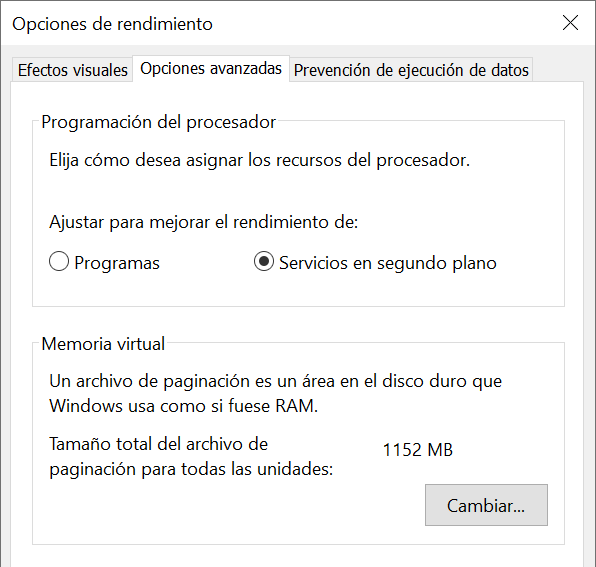 Opciones de rendimiento
Efectos visuales
Opciones avanzadas
Prevención de ejecución de datos
Programación del procesador
Elija cómo desea asignar los recursos del procesador.
Ajustar para mejorar el rendimiento de:
Programas
Servicios en segundo plano
Memoria virtual
Un archivo de paginación es un área en el disco duro que
Windows usa como si fuese RAM.
Tamaño total del archivo de
paginación para todas las unidades:
1152 MB
Cambiar...